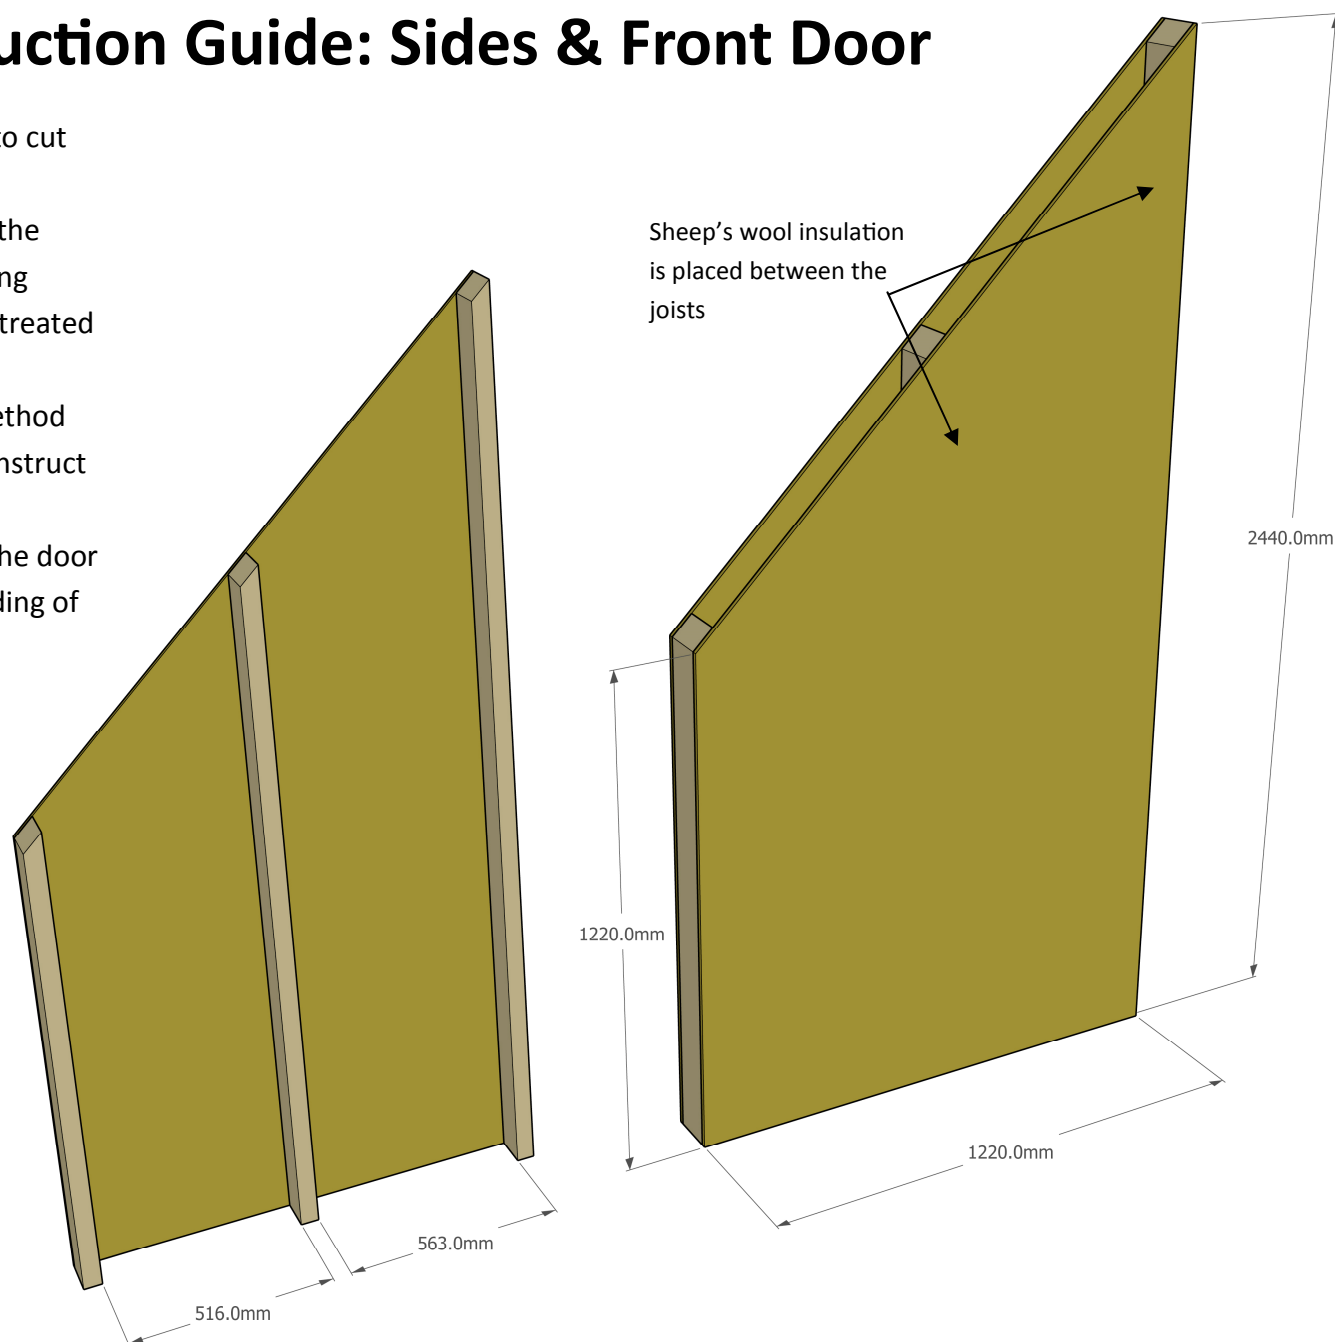 uction Guide: Sides & Front Door
to cut
the
ng
treated
ethod
nstruct
he door
ding of
Sheep's wool insulation
is placed between the
joists
2440.0mm
1220.0mm
1220.0mm
563.0mm
516.0mm